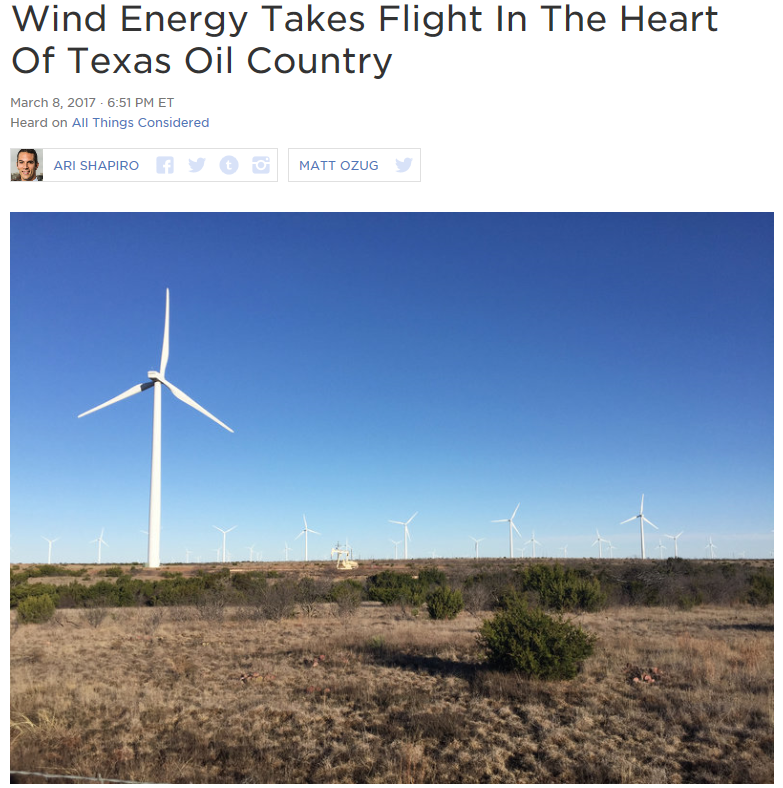 Wind Energy Takes Flight In The Heart
Of Texas Oil Country
March 8, 2017 · 6:51 PM ET
Heard on All Things Considered
ARI SHAPIRO
MATT OZUG